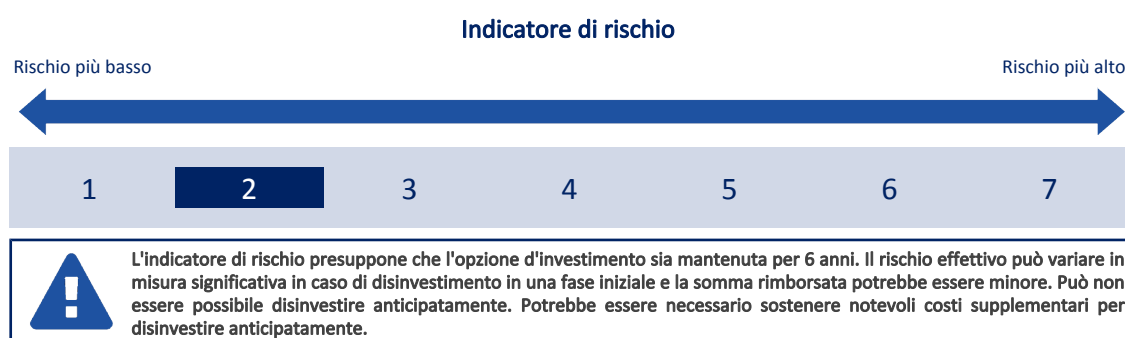 Indicatore di rischio
Rischio più basso
Rischio più alto
1 2 3 4 5 6 7
L'indicatore di rischio presuppone che l'opzione d'investimento sia mantenuta per 6 anni. Il rischio effettivo può variare in
misura significativa in caso di disinvestimento in una fase iniziale e la somma rimborsata potrebbe essere minore. Può non
essere possibile disinvestire anticipatamente. Potrebbe essere necessario sostenere notevoli costi supplementari per
disinvestire anticipatamente.